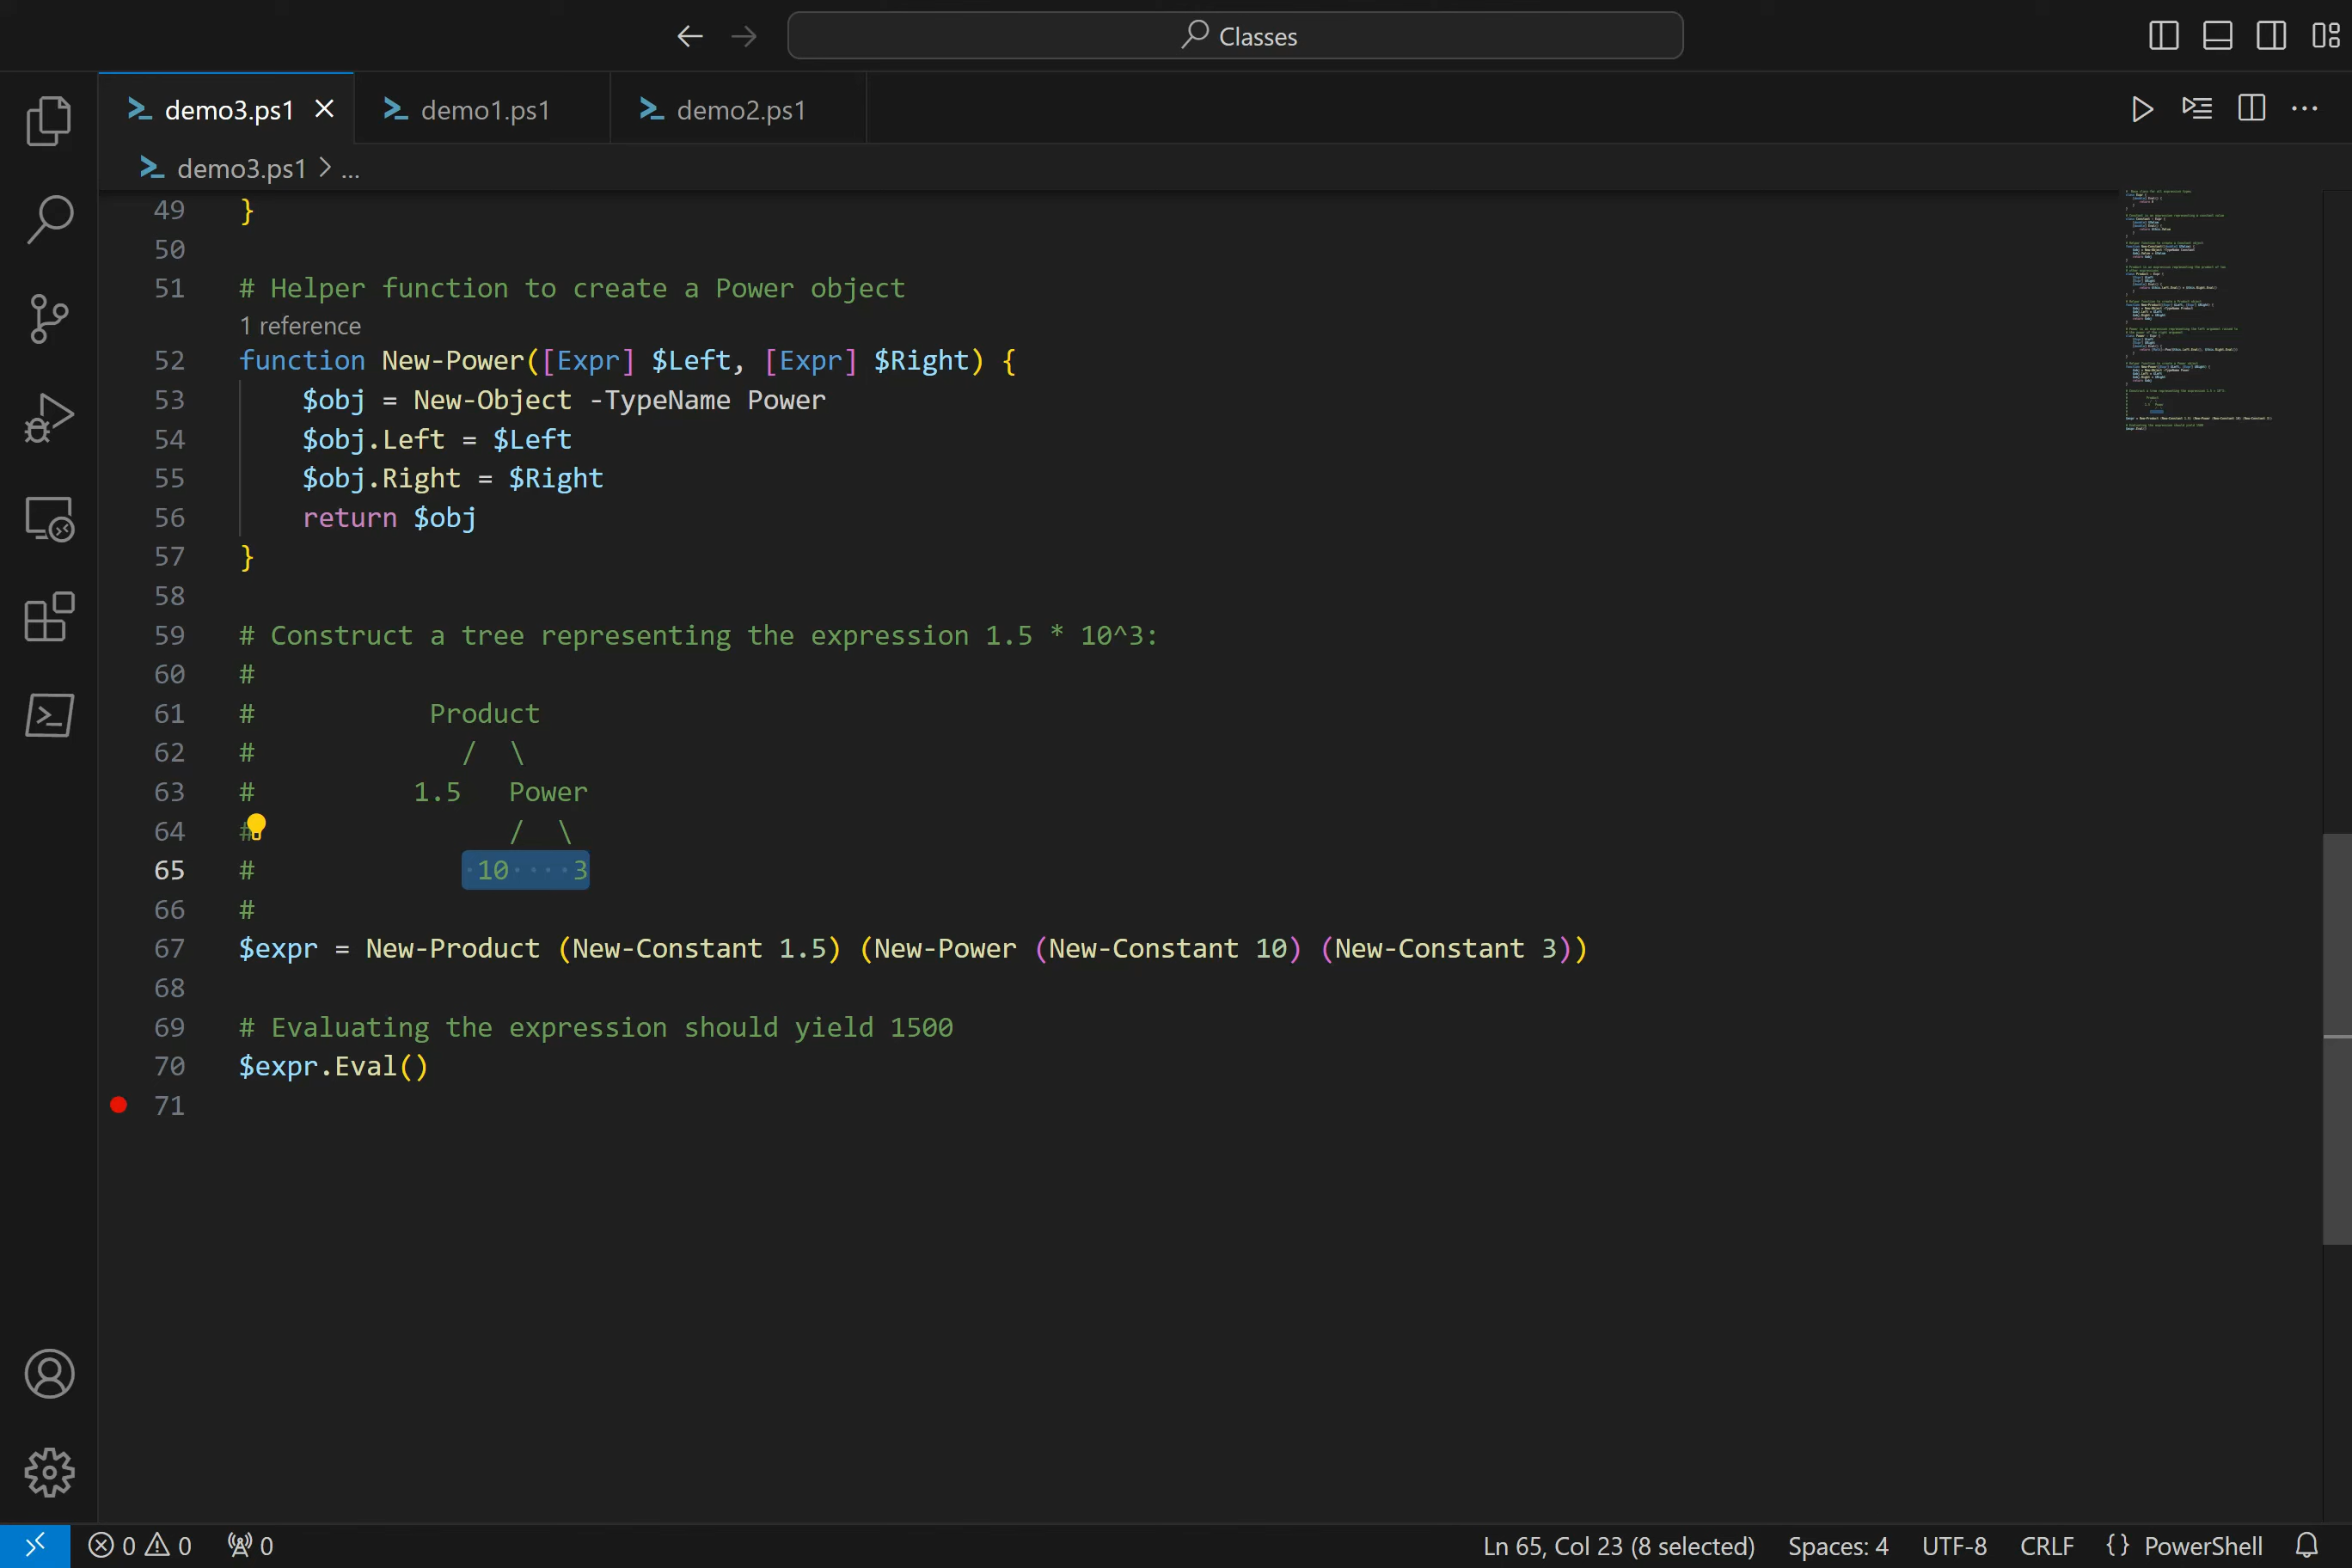 Classes
demo3.ps1
demo1.ps1
demo2.ps1
demo3.ps1 > ...
49 }
50
51 # Helper function to create a Power object
1 reference
52 function New-Power([Expr] $Left, [Expr] $Right) {
53 $obj = New-Object -TypeName Power
54 $obj.Left = $Left
55 $obj.Right = $Right
56 return $obj
57 }
58
59 # Construct a tree representing the expression 1.5 * 10^3:
60 #
61 # Product
62 # / \
63 # 1.5 Power
64 # / \
65 # 10 3
66 #
67 $expr = New-Product (New-Constant 1.5) (New-Power (New-Constant 10) (New-Constant 3))
68
69 # Evaluating the expression should yield 1500
70 $expr.Eval()
71
0 0 0 Ln 65, Col 23 (8 selected) Spaces: 4 UTF-8 CRLF {} PowerShell